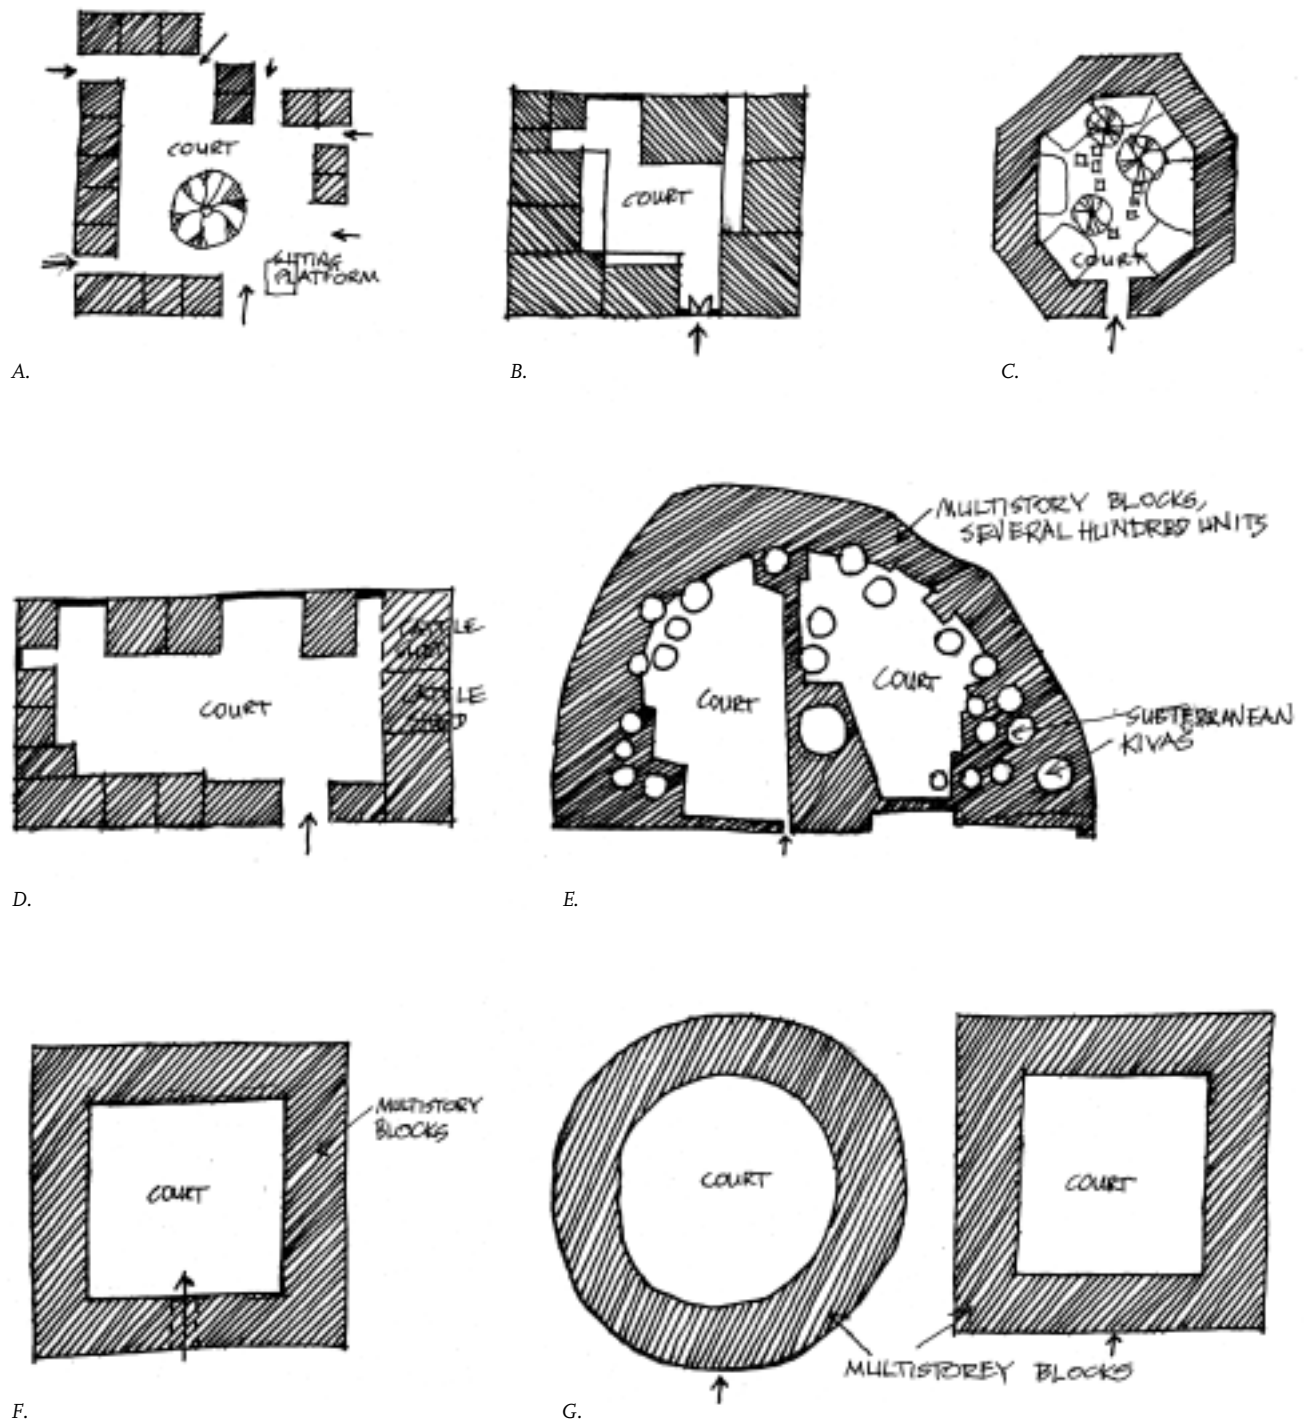 COURT
SITTING
PLATFORM
A.
COURT
B.
COURT
C.
CATTLE
SHED
CATTLE
SHED
COURT
D.
MULTISTORY BLOCKS,
SEVERAL HUNDRED UNITS
COURT
COURT
SUBTERRANEAN
KIVAS
E.
MULTISTORY
BLOCKS
COURT
F.
COURT
COURT
MULTISTOREY BLOCKS
G.